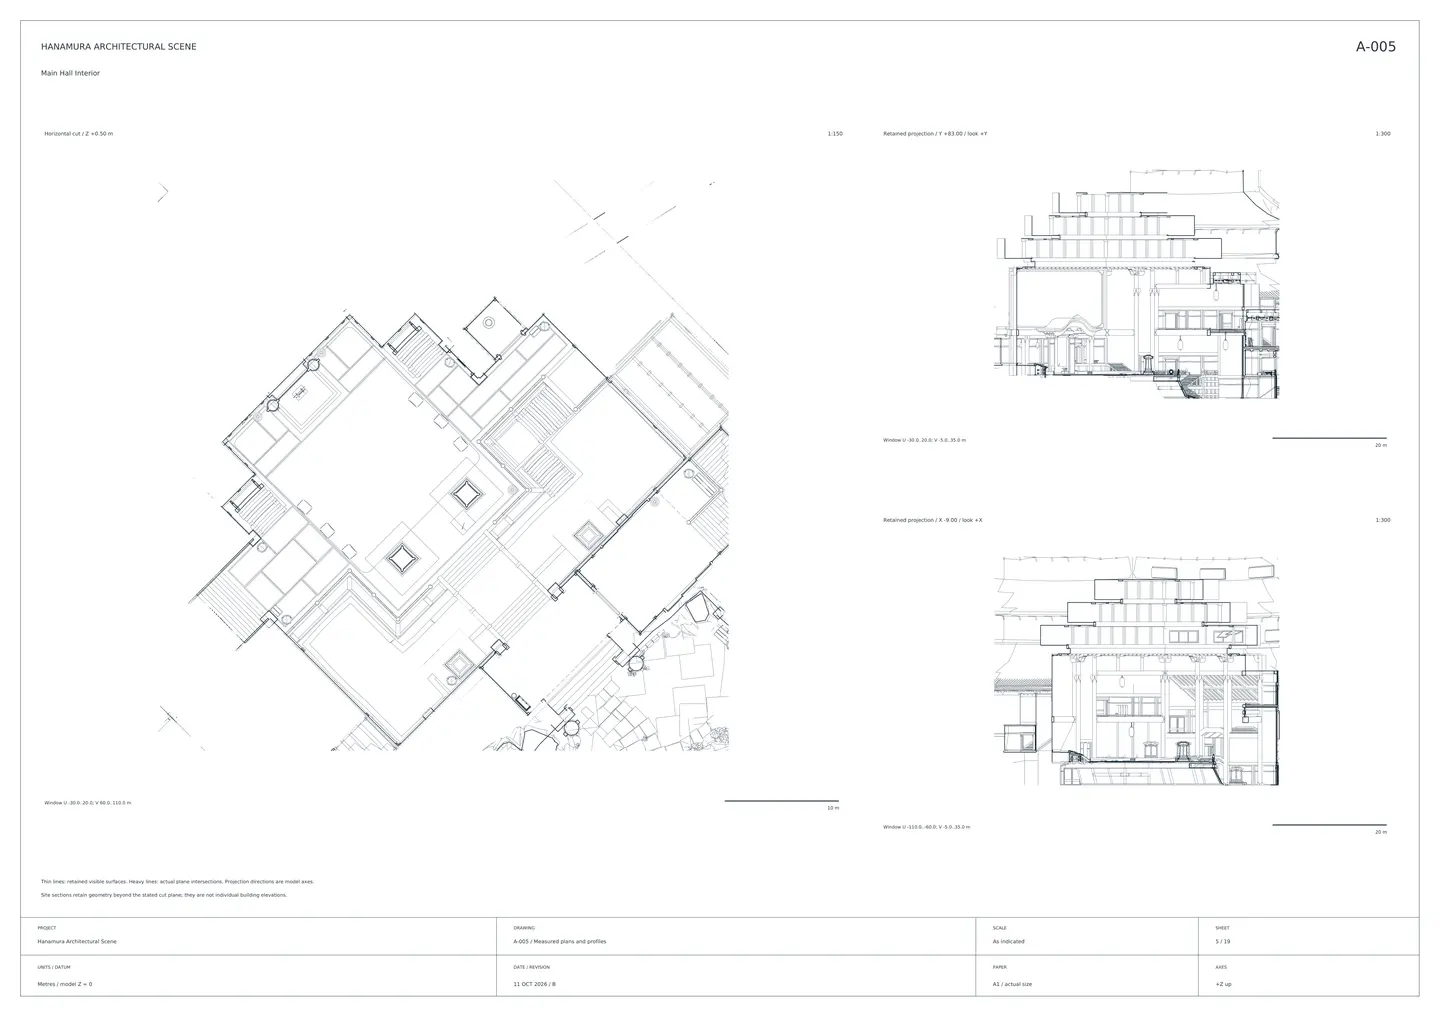 HANAMURA ARCHITECTURAL SCENE
A-005
Main Hall Interior
Horizontal cut / Z +0.50 m
1:150
Retained projection / Y +83.00 / look +Y
1:300
Window U -30.0..20.0; V -5.0..35.0 m
20 m
Retained projection / X -9.00 / look +X
1:300
Window U -30.0..20.0; V 60.0..110.0 m
10 m
Window U -110.0..-60.0; V -5.0..35.0 m
20 m
Thin lines: retained visible surfaces. Heavy lines: actual plane intersections. Projection directions are model axes.
Site sections retain geometry beyond the stated cut plane; they are not individual building elevations.
PROJECT
Hanamura Architectural Scene
DRAWING
A-005 / Measured plans and profiles
SCALE
As indicated
SHEET
5 / 19
UNITS / DATUM
Metres / model Z = 0
DATE / REVISION
11 OCT 2026 / B
PAPER
A1 / actual size
AXES
+Z up